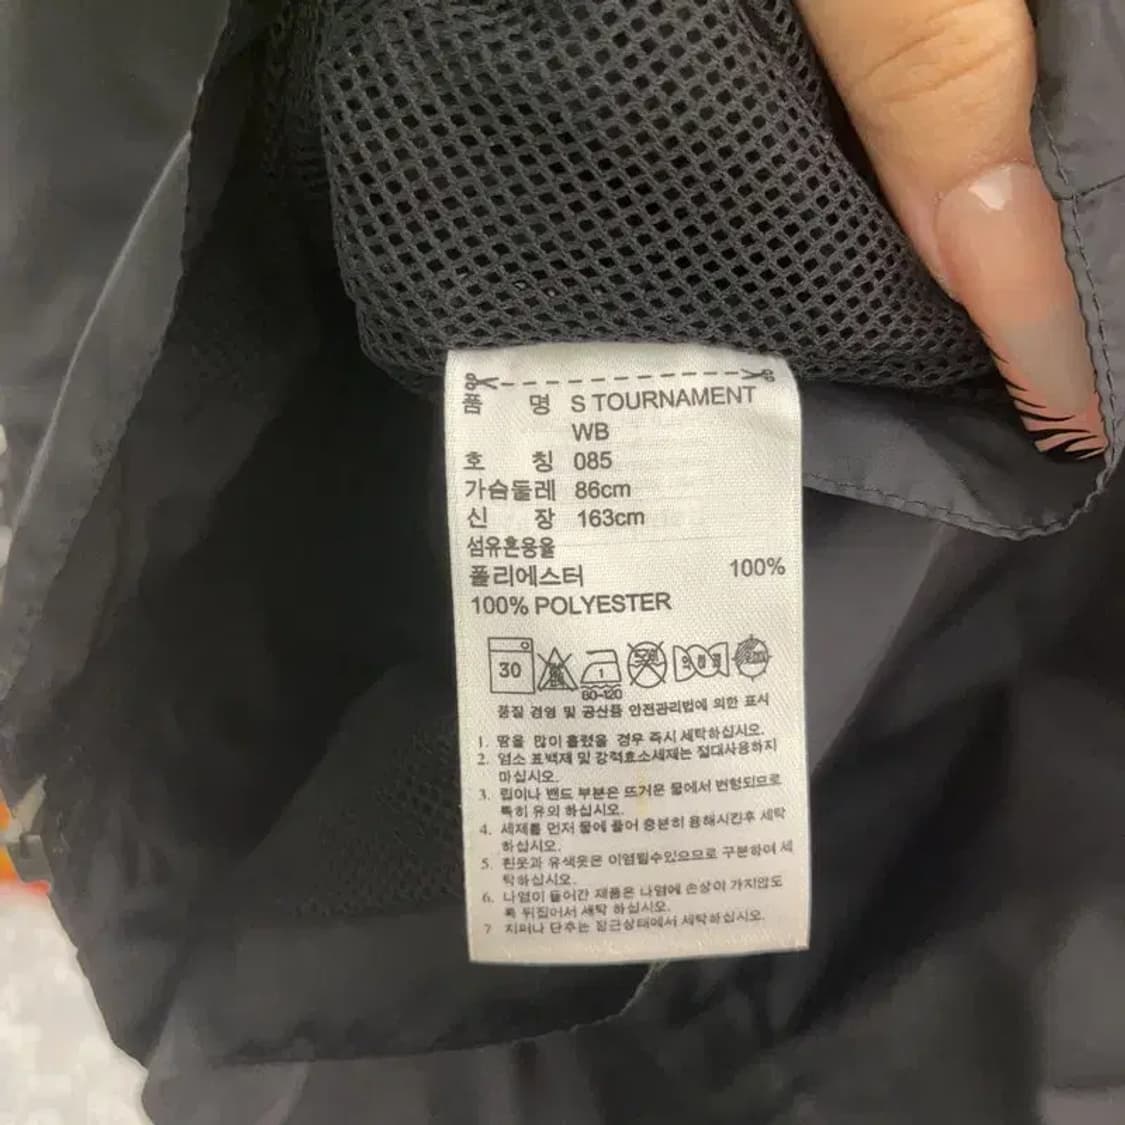 품 명 S TOURNAMENT
WB
호 칭 085
가슴둘레 86cm
신 장 163cm
섬유혼용율
폴리에스터 100%
100% POLYESTER
30
1
60-120
약하게
품질 경영 및 공산품 안전관리법에 의한 표시
1. 땀을 많이 흘렸을 경우 즉시 세탁하십시오.
2. 염소 표백제 및 강력효소세제는 절대사용하지
마십시오.
3. 립이나 밴드 부분은 뜨거운 물에서 변형되므로
특히 유의 하십시오.
4. 세제를 먼저 물에 풀어 충분히 용해시킨후 세탁
하십시오.
5. 흰옷과 유색옷은 이염될수있으므로 구분하여 세
탁하십시오.
6. 나염이 들어간 제품은 나염에 손상이 가지않도
록 뒤집어서 세탁 하십시오.
7 지퍼나 단추는 잠근상태에서 세탁하십시오.